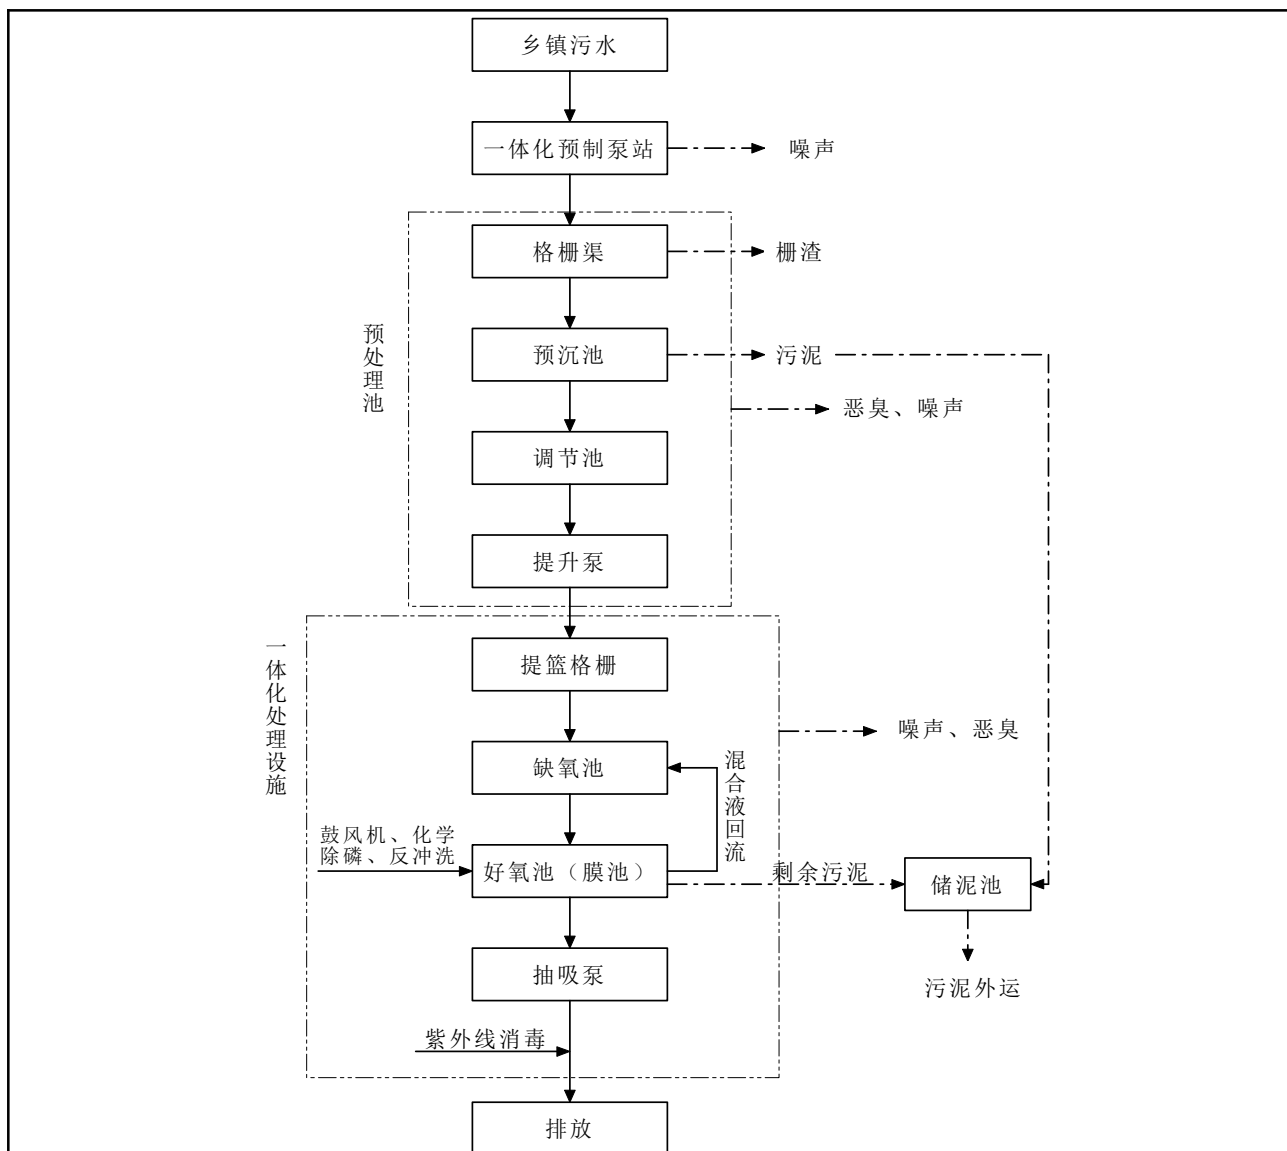 乡镇污水
一体化预制泵站
噪声
格栅渠
栅渣
预处理池
预沉池
污泥
恶臭、噪声
调节池
提升泵
一体化处理设施
提篮格栅
噪声、恶臭
缺氧池
混合液回流
鼓风机、化学
除磷、反冲洗
好氧池（膜池）
剩余污泥
储泥池
抽吸泵
污泥外运
紫外线消毒
排放